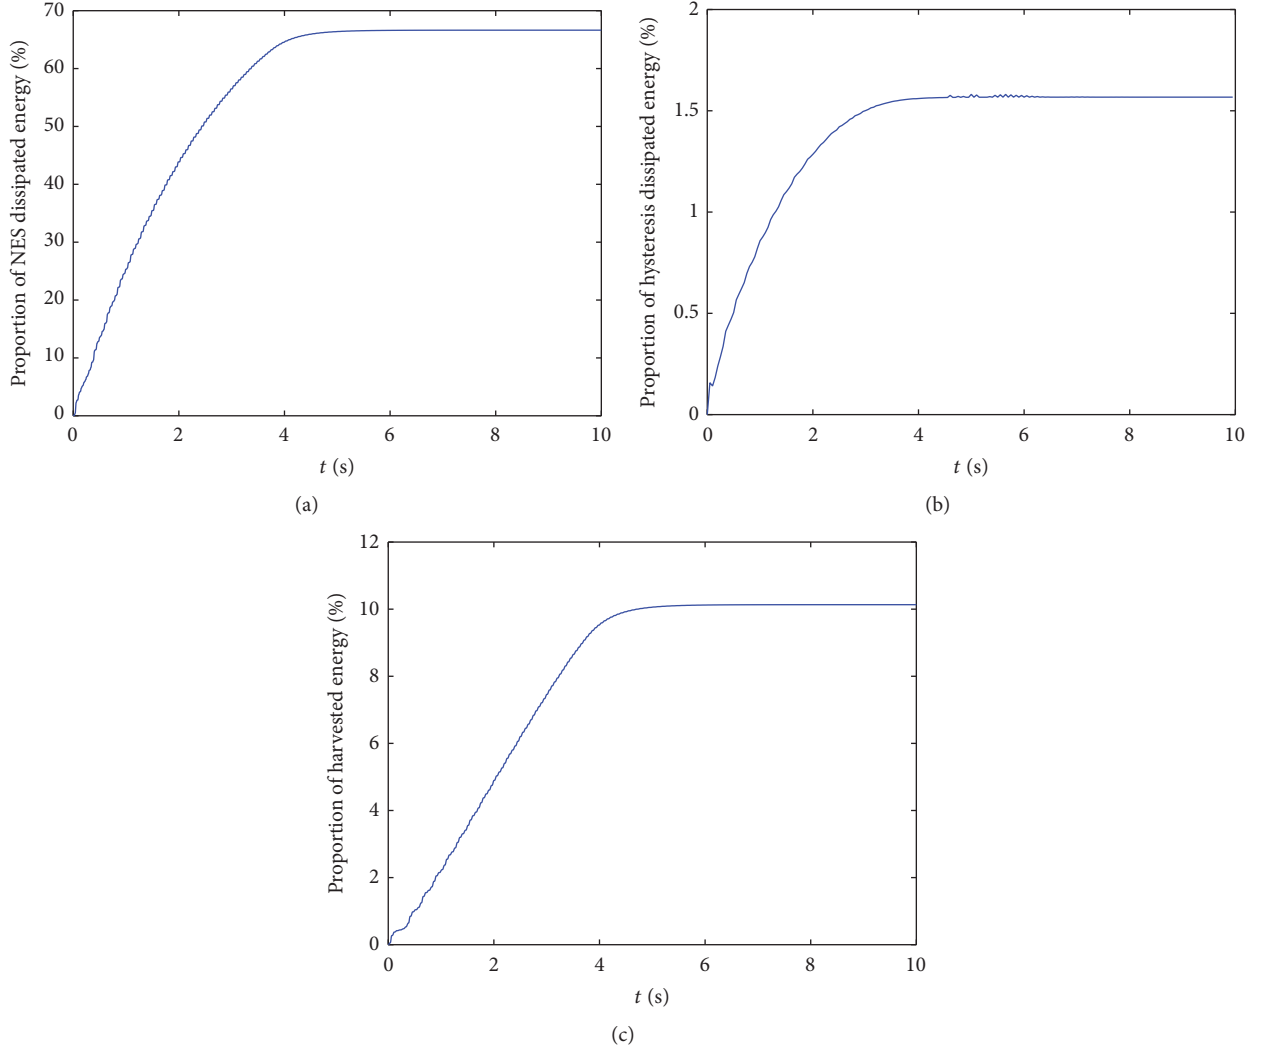 Proportion of NES dissipated energy (%)
70
60
50
40
30
20
10
0
0 2 4 6 8 10
t (s)
(a)
Proportion of hysteresis dissipated energy (%)
2
1.5
1
0.5
0
0 2 4 6 8 10
t (s)
(b)
Proportion of harvested energy (%)
12
10
8
6
4
2
0
0 2 4 6 8 10
t (s)
(c)